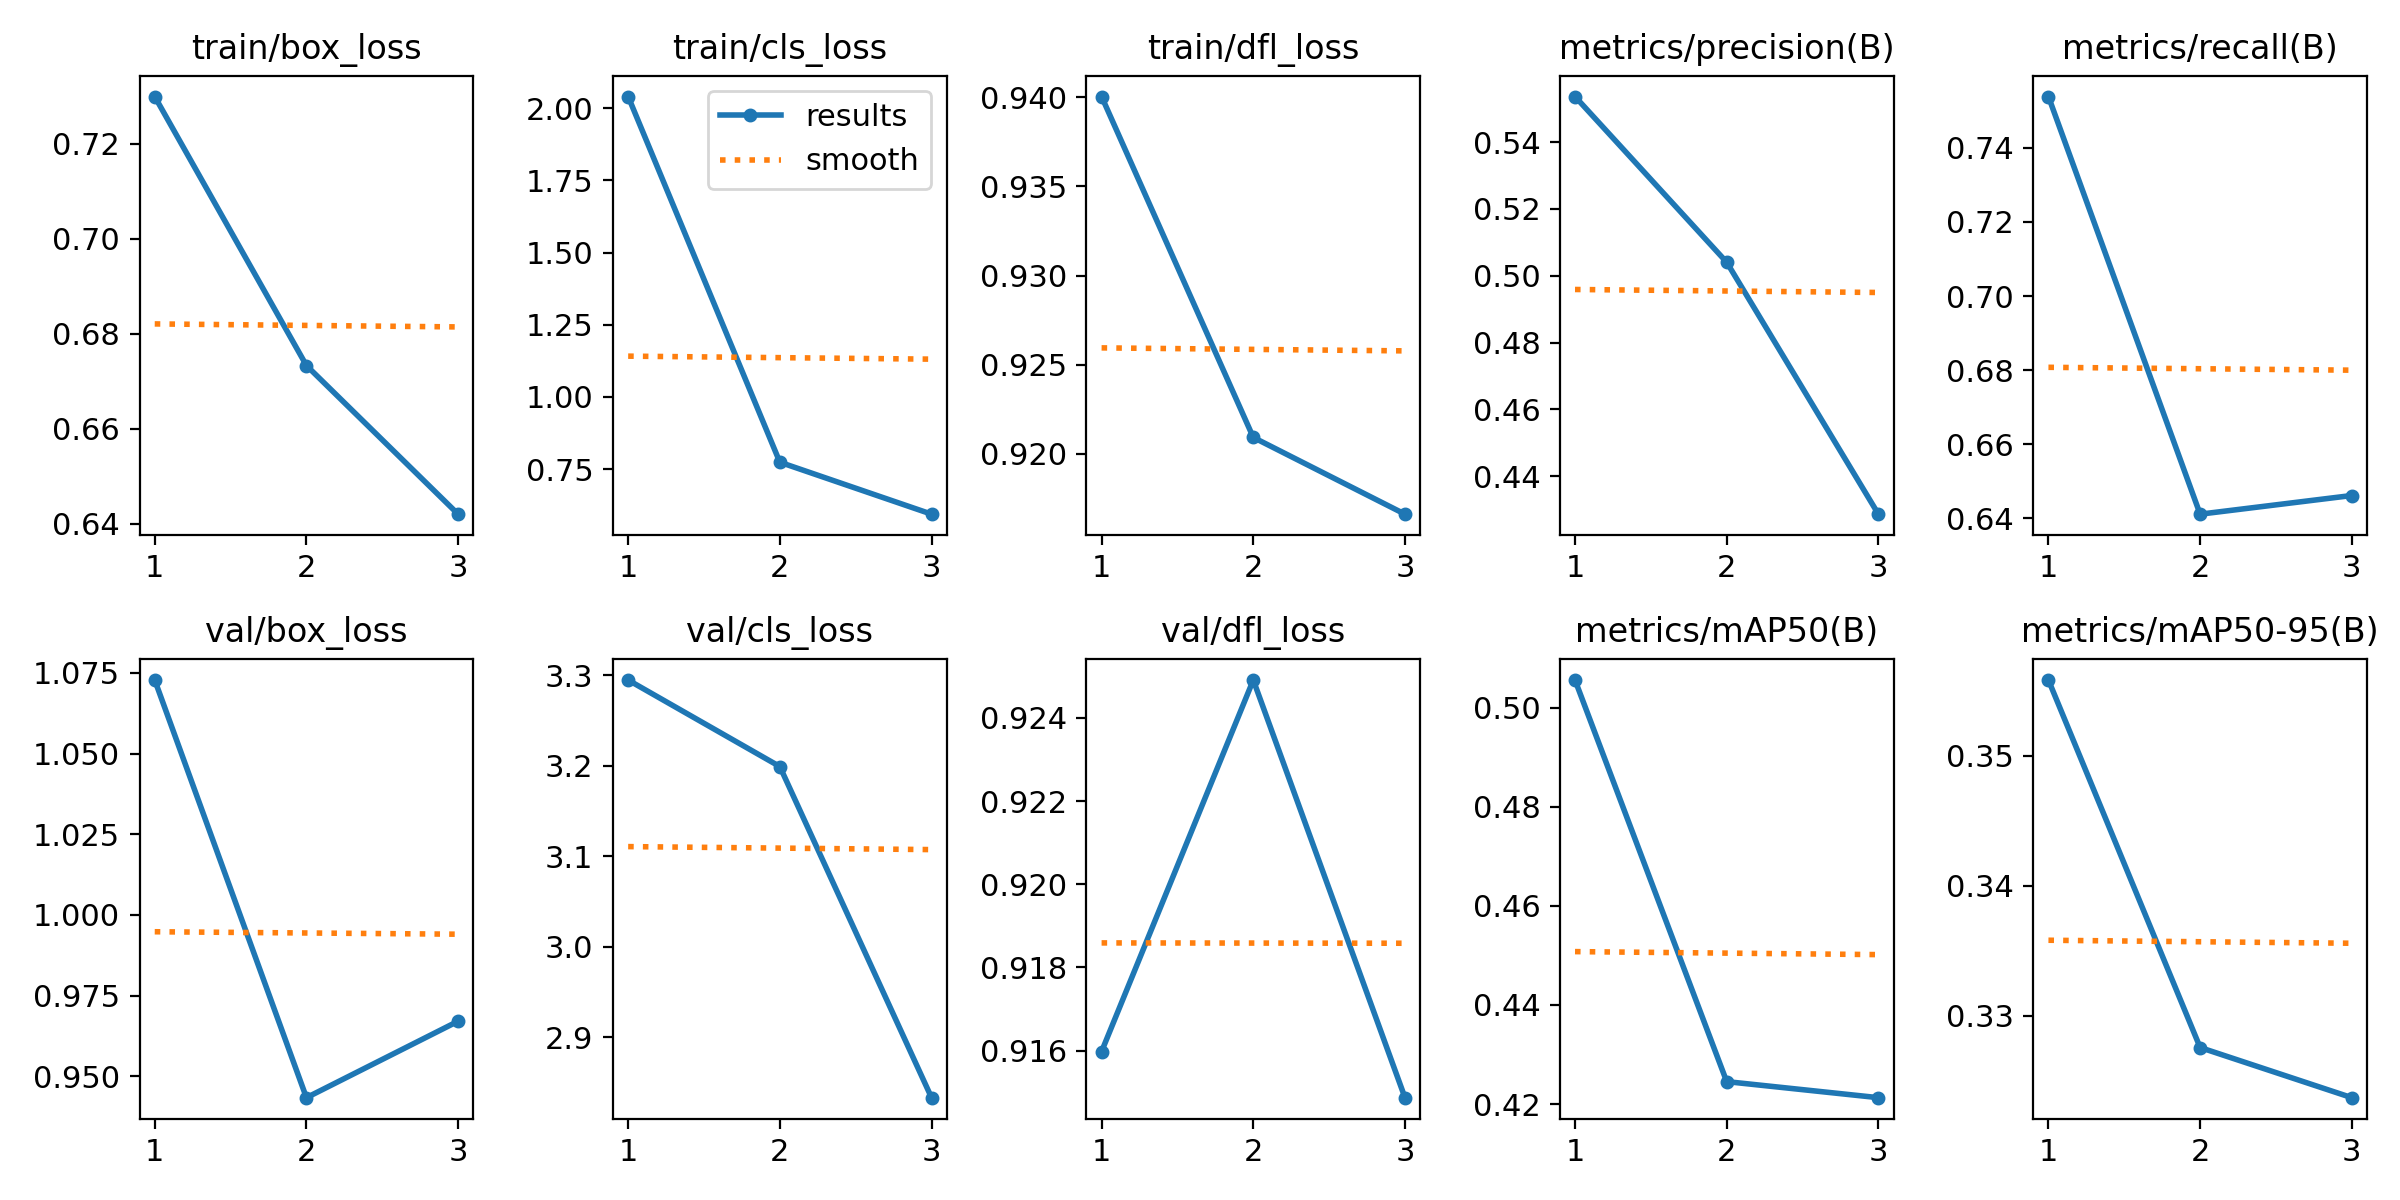 train/box_loss
train/cls_loss
train/dfl_loss
metrics/precision(B)
metrics/recall(B)
0.72
0.70
0.68
0.66
0.64
1 2 3
2.00
1.75
1.50
1.25
1.00
0.75
results
smooth
1 2 3
0.940
0.935
0.930
0.925
0.920
1 2 3
0.54
0.52
0.50
0.48
0.46
0.44
1 2 3
0.74
0.72
0.70
0.68
0.66
0.64
1 2 3
val/box_loss
val/cls_loss
val/dfl_loss
metrics/mAP50(B)
metrics/mAP50-95(B)
1.075
1.050
1.025
1.000
0.975
0.950
1 2 3
3.3
3.2
3.1
3.0
2.9
1 2 3
0.924
0.922
0.920
0.918
0.916
1 2 3
0.50
0.48
0.46
0.44
0.42
1 2 3
0.35
0.34
0.33
1 2 3